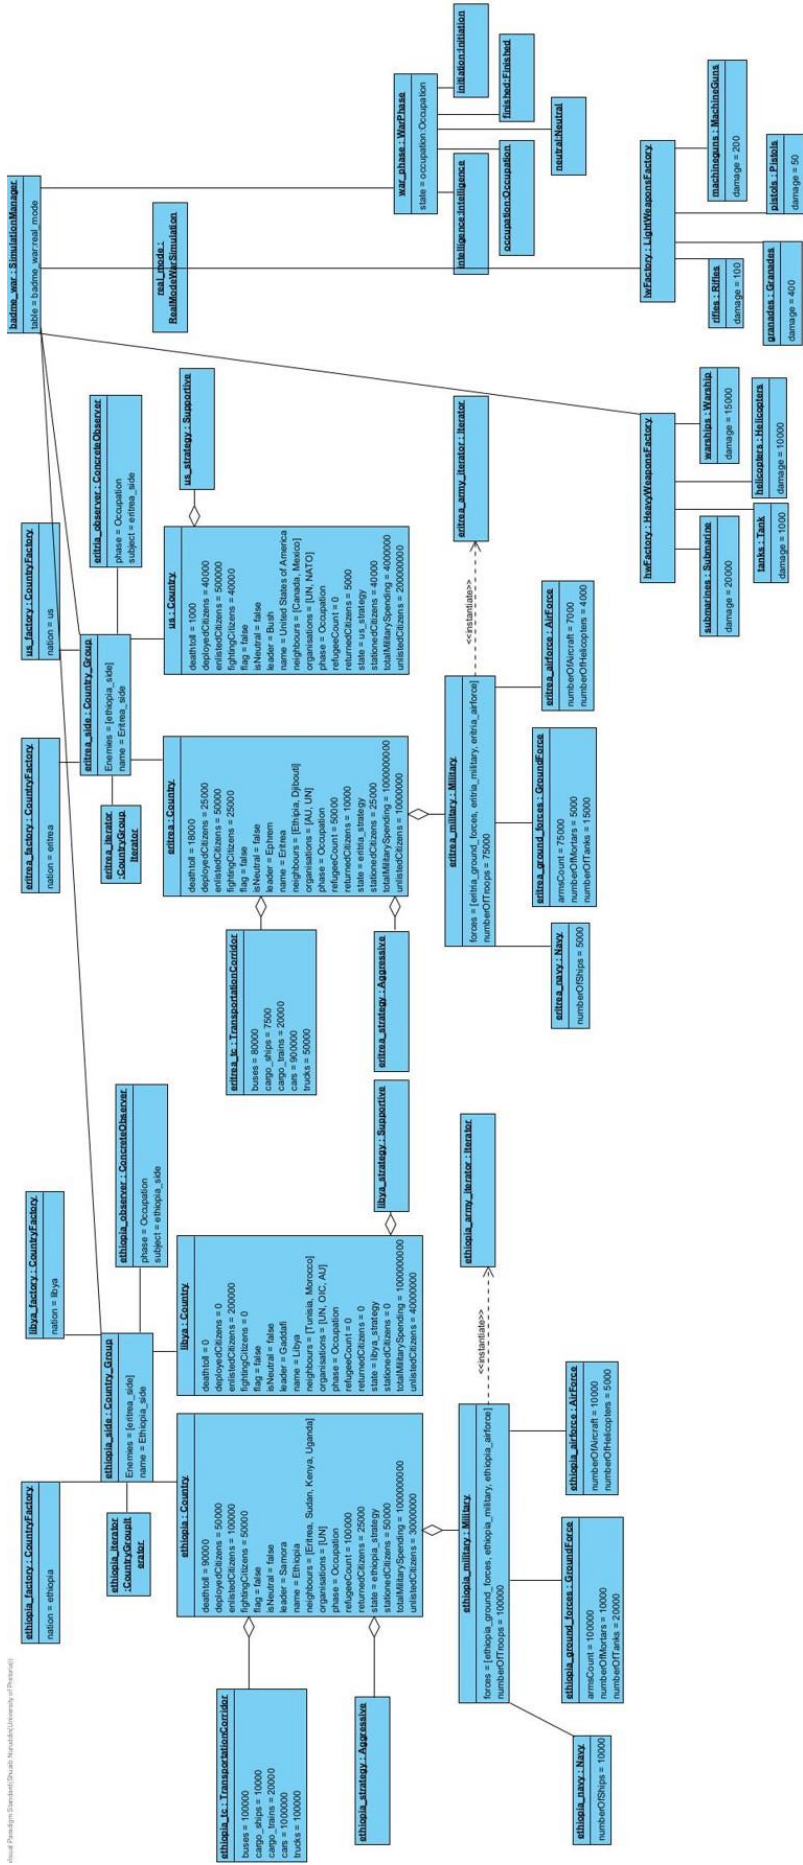 Visual Paradigm Standard(Shuaib Nuruddin(University of Pretoria))
ethiopia_factory : CountryFactory
nation = ethiopia
libya_factory : CountryFactory
nation = libya
eritrea_factory : CountryFactory
nation = eritrea
us_factory : CountryFactory
nation = us
badme_war : SimulationManager
table = badme_war:real_mode
ethiopia_side : Country_Group
Enemies = [eritrea_side]
name = Ethiopia_side
eritrea_side : Country_Group
Enemies = [ethiopia_side]
name = Eritrea_side
ethiopia_iterator
:CountryGroupIt
erator
ethiopia_observer : ConcreteObserver
phase = Occupation
subject = ethiopia_side
eritrea_iterator
:CountryGroup
Iterator
eritria_observer : ConcreteObserver
phase = Occupation
subject = eritrea_side
real_mode :
RealModeWarSimulation
ethiopia_tc : TransportationCorridor
buses = 100000
cargo_ships = 10000
cargo_trains = 20000
cars = 1000000
trucks = 100000
ethiopia_strategy : Aggressive
ethiopia : Country
deathtoll = 90000
deployedCitizens = 50000
enlistedCitizens = 100000
fightingCitizens = 50000
flag = false
isNeutral = false
leader = Samora
name = Ethiopia
neighbours = [Eritrea, Sudan, Kenya, Uganda]
organisations = [UN]
phase = Occupation
refugeeCount = 100000
returnedCitizens = 25000
state = ethiopia_strategy
stationedCitizens = 50000
totalMilitarySpending = 1000000000
unlistedCitizens = 30000000
libya : Country
deathtoll = 0
deployedCitizens = 0
enlistedCitizens = 200000
fightingCitizens = 0
flag = false
isNeutral = false
leader = Gaddafi
name = Libya
neighbours = [Tunisia, Morocco]
organisations = [UN, OIC, AU]
phase = Occupation
refugeeCount = 0
returnedCitizens = 0
state = libya_strategy
stationedCitizens = 0
totalMilitarySpending = 1000000000
unlistedCitizens = 40000000
libya_strategy : Supportive
eritrea_tc : TransportationCorridor
buses = 80000
cargo_ships = 7500
cargo_trains = 20000
cars = 900000
trucks = 50000
eritrea_strategy : Aggressive
eritrea : Country
deathtoll = 18000
deployedCitizens = 25000
enlistedCitizens = 50000
fightingCitizens = 25000
flag = false
isNeutral = false
leader = Ephrem
name = Eritrea
neighbours = [Ethipia, Djibouti]
organisations = [AU, UN]
phase = Occupation
refugeeCount = 50000
returnedCitizens = 10000
state = eritria_strategy
stationedCitizens = 25000
totalMilitarySpending = 1000000000
unlistedCitizens = 10000000
us : Country
deathtoll = 1000
deployedCitizens = 40000
enlistedCitizens = 500000
fightingCitizens = 40000
flag = false
isNeutral = false
leader = Bush
name = United States of America
neighbours = [Canada, Mexico]
organisations = [UN, NATO]
phase = Occupation
refugeeCount = 0
returnedCitizens = 5000
state = us_strategy
stationedCitizens = 40000
totalMilitarySpending = 4000000
unlistedCitizens = 200000000
us_strategy : Supportive
war_phase : WarPhase
state = occupation:Occupation
intelligence:Intelligence
initiation:Initiation
occupation:Occupation
finished:Finished
neutral:Neutral
ethiopia_military : Military
forces = [ethiopia_ground_forces, ethiopia_military, ethiopia_airforce]
numberOfTroops = 100000
<<instantiate>>
ethiopia_army_iterator : Iterator
ethiopia_navy : Navy
numberOfShips = 10000
ethiopia_ground_forces : GroundForce
armsCount = 100000
numberOfMortars = 10000
numberOfTanks = 20000
ethiopia_airforce : AirForce
numberOfAircraft = 10000
numberOfHelicopters = 5000
eritrea_military : Military
forces = [eritria_ground_forces, eritria_military, eritria_airforce]
numberOfTroops = 75000
<<instantiate>>
eritrea_army_iterator : Iterator
eritrea_navy : Navy
numberOfShips = 5000
eritrea_ground_forces : GroundForce
armsCount = 75000
numberOfMortars = 5000
numberOfTanks = 15000
eritrea_airforce : AirForce
numberOfAircraft = 7000
numberOfHelicopters = 4000
hwFactory : HeavyWeaponsFactory
submarines : Submarine
damage = 20000
warships : Warship
damage = 15000
tanks : Tank
damage = 1000
helicopters : Helicopters
damage = 10000
lwFactory : LightWeaponsFactory
rifles : Rifles
damage = 100
machineguns : MachineGuns
damage = 200
granades : Granades
damage = 400
pistols : Pistols
damage = 50